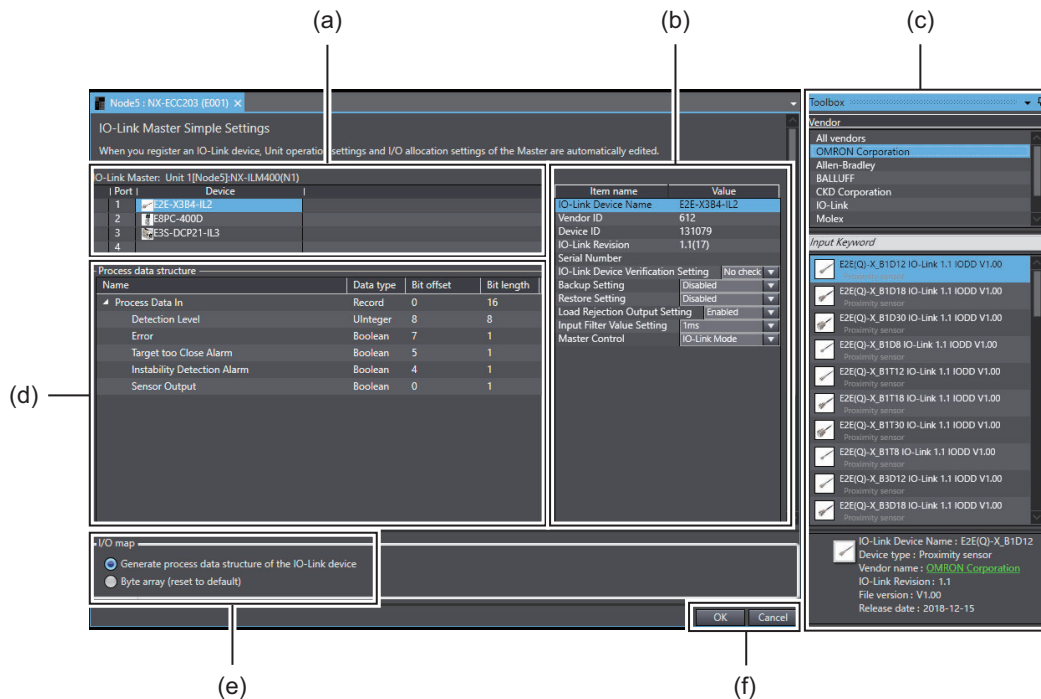 (a)
(b)
(c)
Node5 : NX-ECC203 (E001)
IO-Link Master Simple Settings
When you register an IO-Link device, Unit operation settings and I/O allocation settings of the Master are automatically edited.
IO-Link Master: Unit 1[Node5]:NX-ILM400(N1)
Port Device
1 E2E-X3B4-IL2
2 E8PC-400D
3 E3S-DCP21-IL3
4
Item name Value
IO-Link Device Name E2E-X3B4-IL2
Vendor ID 612
Device ID 131079
IO-Link Revision 1.1(17)
Serial Number
IO-Link Device Verification Setting No check
Backup Setting Disabled
Restore Setting Disabled
Load Rejection Output Setting Enabled
Input Filter Value Setting 1ms
Master Control IO-Link Mode
Toolbox
Vendor
All vendors
OMRON Corporation
Allen-Bradley
BALLUFF
CKD Corporation
IO-Link
Molex
Input Keyword
E2E(Q)-X_B1D12 IO-Link 1.1 IODD V1.00
E2E(Q)-X_B1D18 IO-Link 1.1 IODD V1.00
Proximity sensor
E2E(Q)-X_B1D30 IO-Link 1.1 IODD V1.00
Proximity sensor
E2E(Q)-X_B1D8 IO-Link 1.1 IODD V1.00
Proximity sensor
E2E(Q)-X_B1T12 IO-Link 1.1 IODD V1.00
Proximity sensor
E2E(Q)-X_B1T18 IO-Link 1.1 IODD V1.00
Proximity sensor
E2E(Q)-X_B1T30 IO-Link 1.1 IODD V1.00
Proximity sensor
E2E(Q)-X_B1T8 IO-Link 1.1 IODD V1.00
Proximity sensor
E2E(Q)-X_B3D12 IO-Link 1.1 IODD V1.00
Proximity sensor
E2E(Q)-X_B3D18 IO-Link 1.1 IODD V1.00
Proximity sensor
IO-Link Device Name : E2E(Q)-X_B1D12
Device type : Proximity sensor
Vendor name : OMRON Corporation
IO-Link Revision : 1.1
File version : V1.00
Release date : 2018-12-15
(d)
Process data structure
Name Data type Bit offset Bit length
Process Data In Record 0 16
Detection Level UInteger 8 8
Error Boolean 7 1
Target too Close Alarm Boolean 5 1
Instability Detection Alarm Boolean 4 1
Sensor Output Boolean 0 1
I/O map
Generate process data structure of the IO-Link device
Byte array (reset to default)
OK Cancel
(e)
(f)